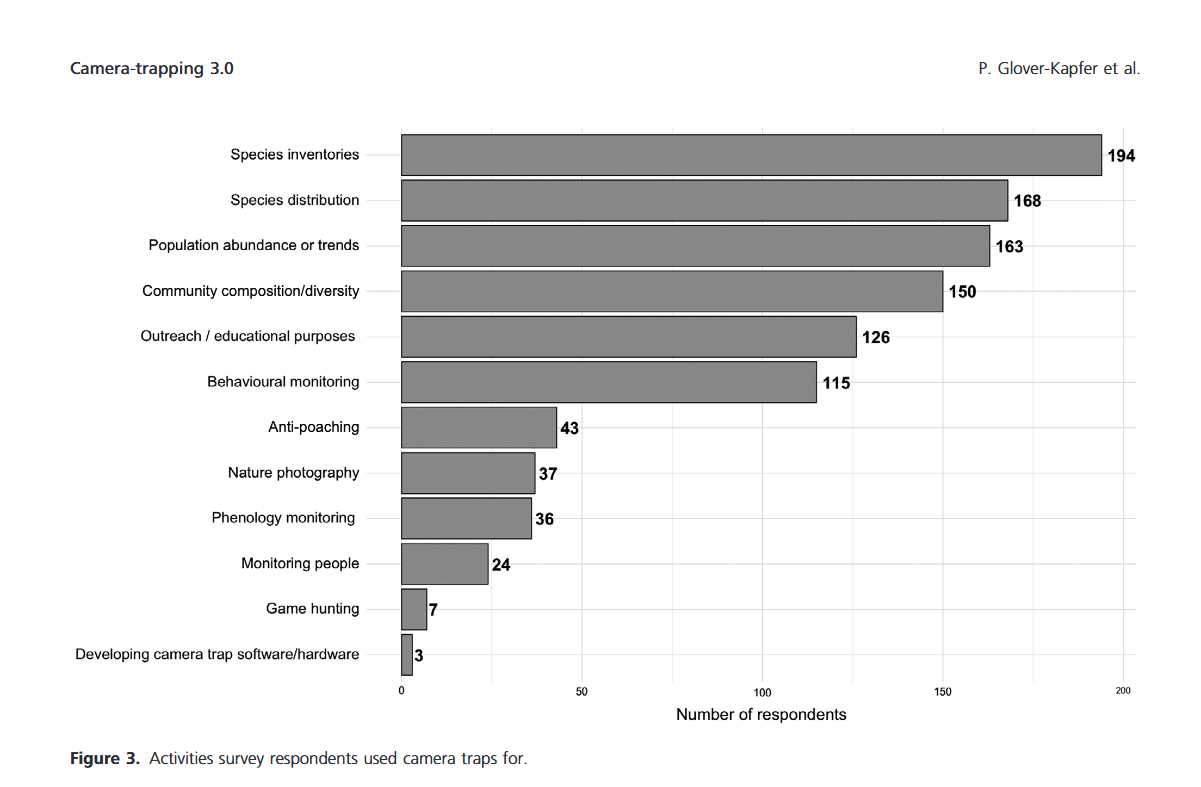 Camera-trapping 3.0
P. Glover-Kapfer et al.
Species inventories 194
Species distribution 168
Population abundance or trends 163
Community composition/diversity 150
Outreach / educational purposes 126
Behavioural monitoring 115
Anti-poaching 43
Nature photography 37
Phenology monitoring 36
Monitoring people 24
Game hunting 7
Developing camera trap software/hardware 3
0 50 100 150 200
Number of respondents
Figure 3. Activities survey respondents used camera traps for.